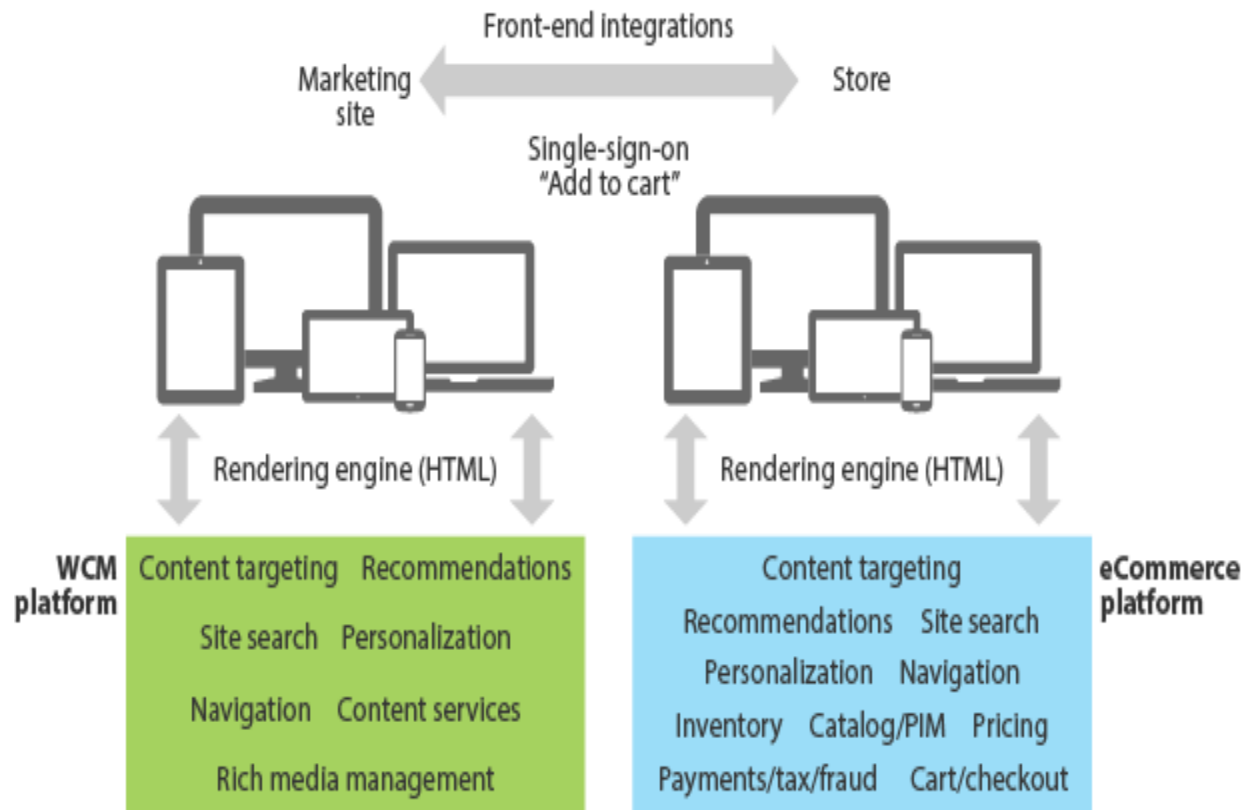 Front-end integrations
Marketing
site
Store
Single-sign-on
“Add to cart”
Rendering engine (HTML)
Rendering engine (HTML)
WCM
platform
Content targeting Recommendations
Site search Personalization
Navigation Content services
Rich media management
Content targeting
Recommendations Site search
Personalization Navigation
Inventory Catalog/PIM Pricing
Payments/tax/fraud Cart/checkout
eCommerce
platform